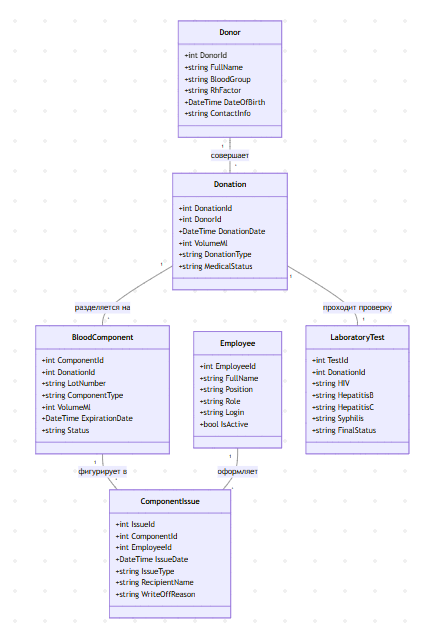 Donor
+int DonorId
+string FullName
+string BloodGroup
+string RhFactor
+DateTime DateOfBirth
+string ContactInfo
совершает
Donation
+int DonationId
+int DonorId
+DateTime DonationDate
+int VolumeMl
+string DonationType
+string MedicalStatus
разделяется на
проходит проверку
BloodComponent
+int ComponentId
+int DonationId
+string LotNumber
+string ComponentType
+int VolumeMl
+DateTime ExpirationDate
+string Status
Employee
+int EmployeeId
+string FullName
+string Position
+string Role
+string Login
+bool IsActive
LaboratoryTest
+int TestId
+int DonationId
+string HIV
+string HepatitisB
+string HepatitisC
+string Syphilis
+string FinalStatus
фигурирует в
оформляет
ComponentIssue
+int IssueId
+int ComponentId
+int EmployeeId
+DateTime IssueDate
+string IssueType
+string RecipientName
+string WriteOffReason